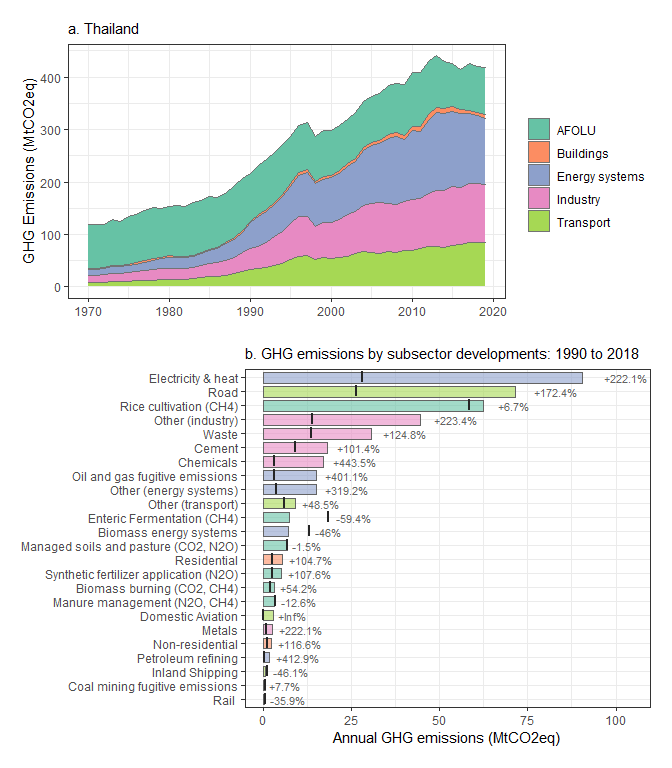 a. Thailand
GHG Emissions (MtCO2eq)
400
300
200
100
0
1970
1980
1990
2000
2010
2020
AFOLU
Buildings
Energy systems
Industry
Transport
b. GHG emissions by subsector developments: 1990 to 2018
Electricity & heat +222.1%
Road +172.4%
Rice cultivation (CH4) +6.7%
Other (industry) +223.4%
Waste +124.8%
Cement +101.4%
Chemicals +443.5%
Oil and gas fugitive emissions +401.1%
Other (energy systems) +319.2%
Other (transport) +48.5%
Enteric Fermentation (CH4) -59.4%
Biomass energy systems -46%
Managed soils and pasture (CO2, N2O) -1.5%
Residential +104.7%
Synthetic fertilizer application (N2O) +107.6%
Biomass burning (CO2, CH4) +54.2%
Manure management (N2O, CH4) -12.6%
Domestic Aviation +Inf%
Metals +222.1%
Non-residential +116.6%
Petroleum refining +412.9%
Inland Shipping -46.1%
Coal mining fugitive emissions +7.7%
Rail -35.9%
0
25
50
75
100
Annual GHG emissions (MtCO2eq)